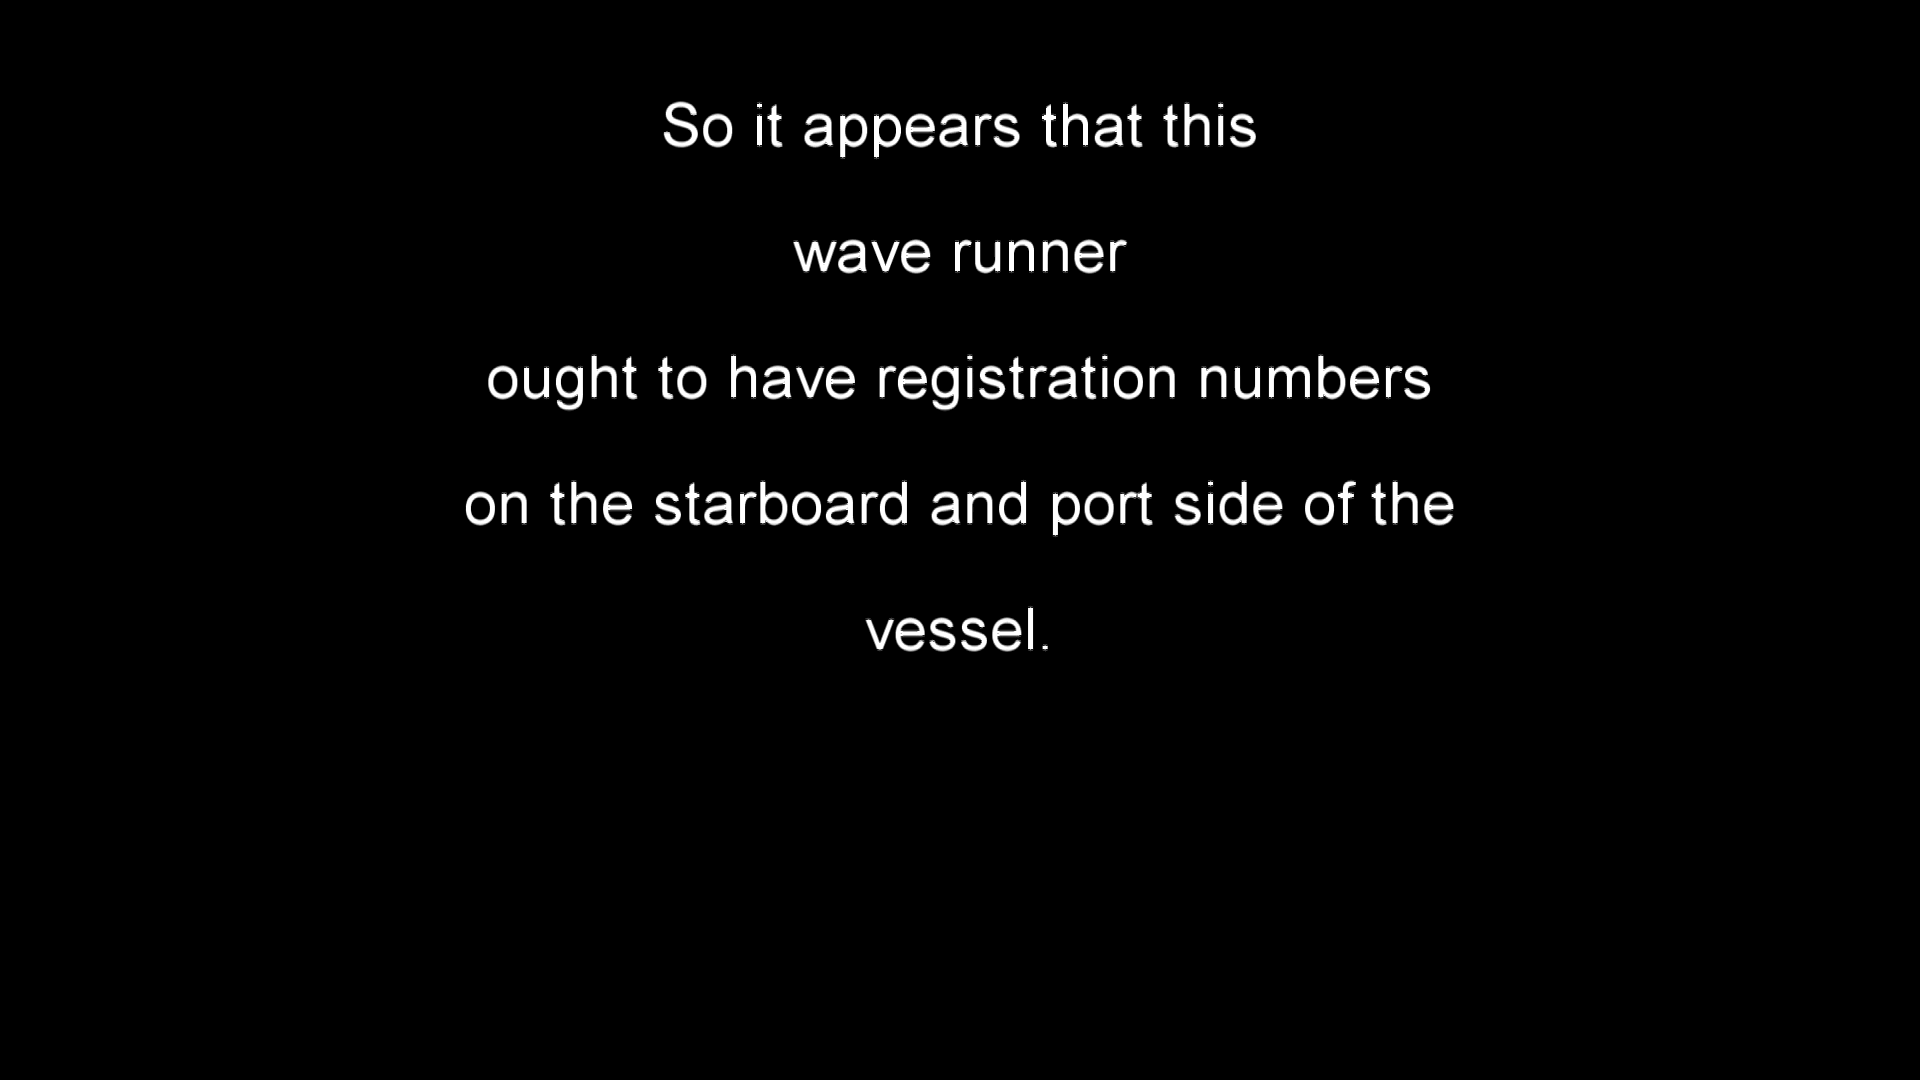 So it appears that this
wave runner
ought to have registration numbers
on the starboard and port side of the
vessel.